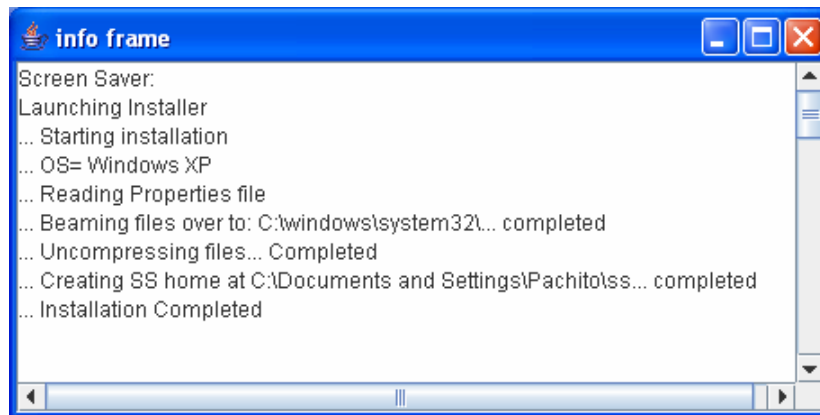 info frame
Screen Saver:
Launching Installer
... Starting installation
... OS= Windows XP
... Reading Properties file
... Beaming files over to: C:\windows\system32\... completed
... Uncompressing files... Completed
... Creating SS home at C:\Documents and Settings\Pachito\ss... completed
... Installation Completed